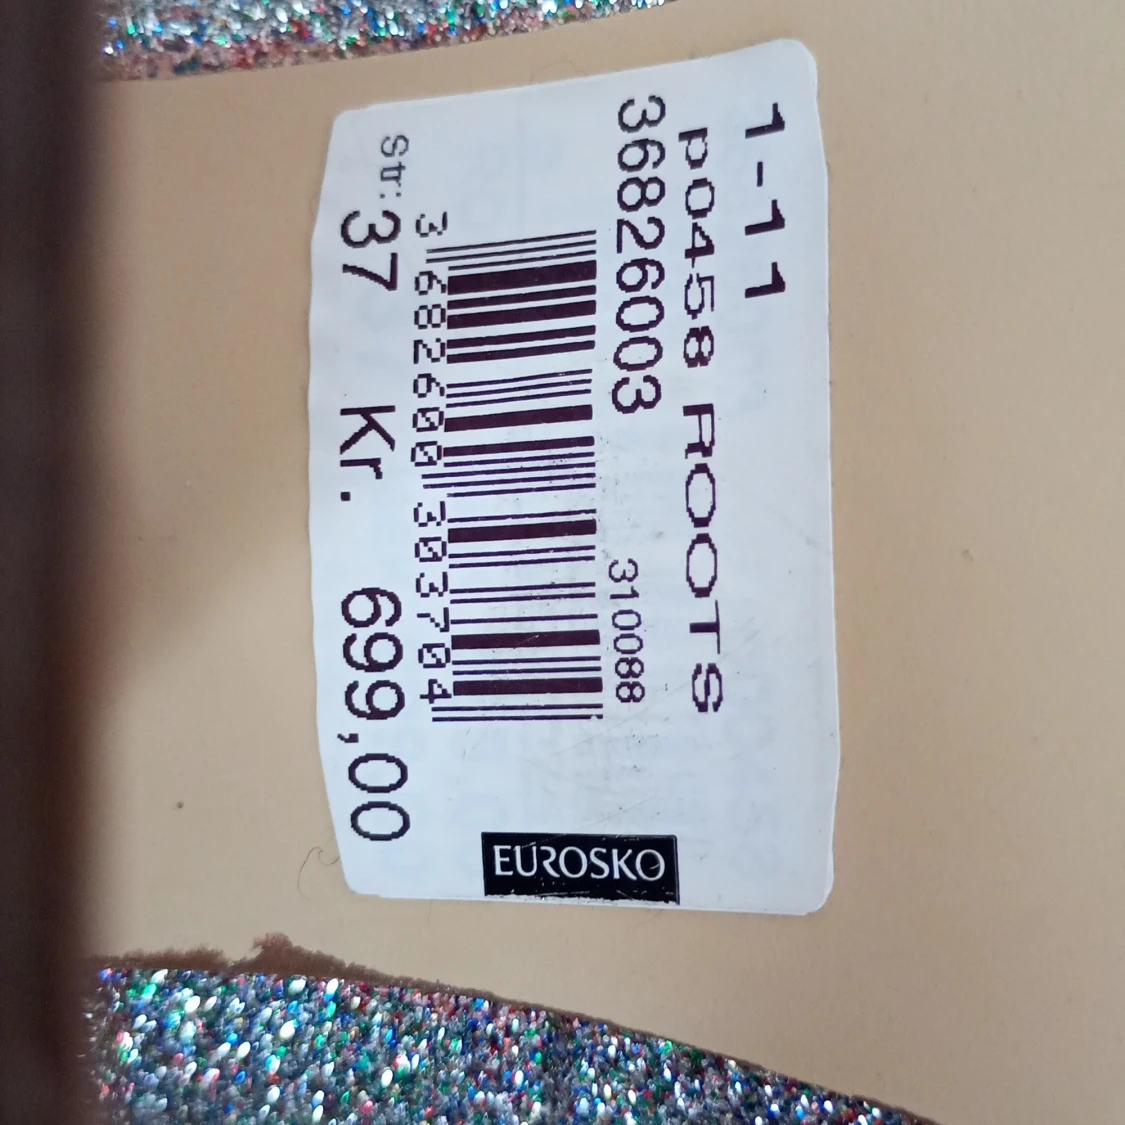 1-11
p0458 ROOTS
36826003
310088
3 682600 303704
Str: 37 Kr. 699,00
EUROSKO